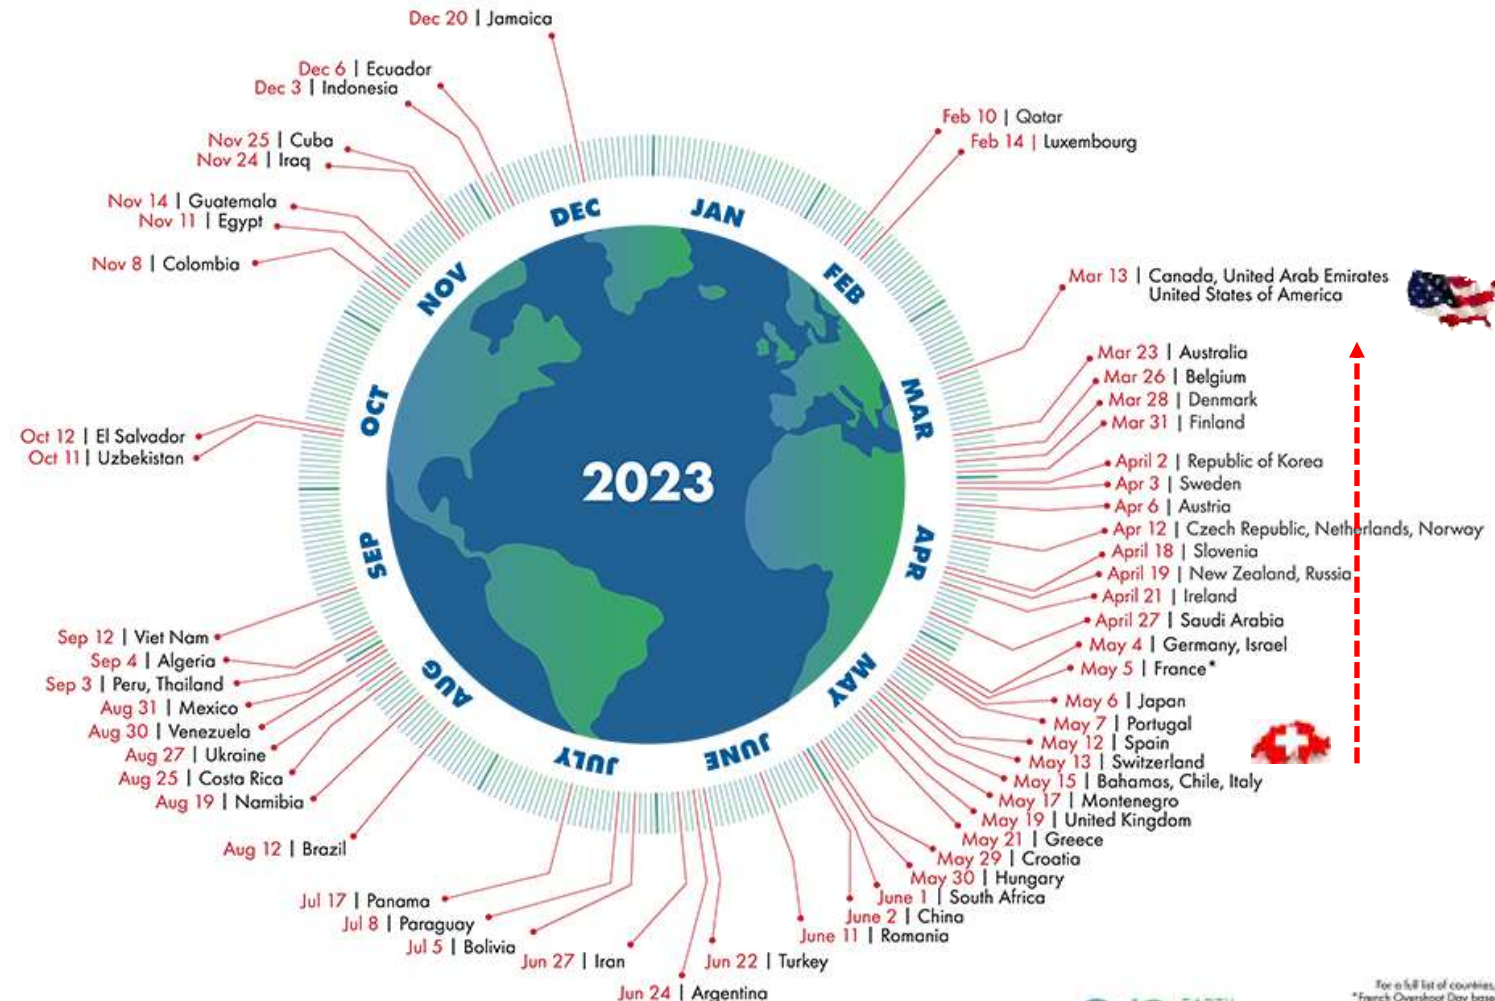 Dec 20 | Jamaica
Dec 6 | Ecuador
Dec 3 | Indonesia
Nov 25 | Cuba
Nov 24 | Iraq
Nov 14 | Guatemala
Nov 11 | Egypt
Nov 8 | Colombia
Oct 12 | El Salvador
Oct 11 | Uzbekistan
Sep 12 | Viet Nam
Sep 4 | Algeria
Sep 3 | Peru, Thailand
Aug 31 | Mexico
Aug 30 | Venezuela
Aug 27 | Ukraine
Aug 25 | Costa Rica
Aug 19 | Namibia
Aug 12 | Brazil
Jul 17 | Panama
Jul 8 | Paraguay
Jul 5 | Bolivia
Jun 27 | Iran
Jun 24 | Argentina
Jun 22 | Turkey
DEC
JAN
NOV
FEB
OCT
MAR
2023
SEP
APR
AUG
MAY
JULY
JUNE
Feb 10 | Qatar
Feb 14 | Luxembourg
Mar 13 | Canada, United Arab Emirates
United States of America
Mar 23 | Australia
Mar 26 | Belgium
Mar 28 | Denmark
Mar 31 | Finland
April 2 | Republic of Korea
Apr 3 | Sweden
Apr 6 | Austria
Apr 12 | Czech Republic, Netherlands, Norway
April 18 | Slovenia
April 19 | New Zealand, Russia
April 21 | Ireland
April 27 | Saudi Arabia
May 4 | Germany, Israel
May 5 | France*
May 6 | Japan
May 7 | Portugal
May 12 | Spain
May 13 | Switzerland
May 15 | Bahamas, Chile, Italy
May 17 | Montenegro
May 19 | United Kingdom
May 21 | Greece
May 29 | Croatia
May 30 | Hungary
June 1 | South Africa
June 2 | China
June 11 | Romania
For a full list of countries,
*French Overshoot Day base